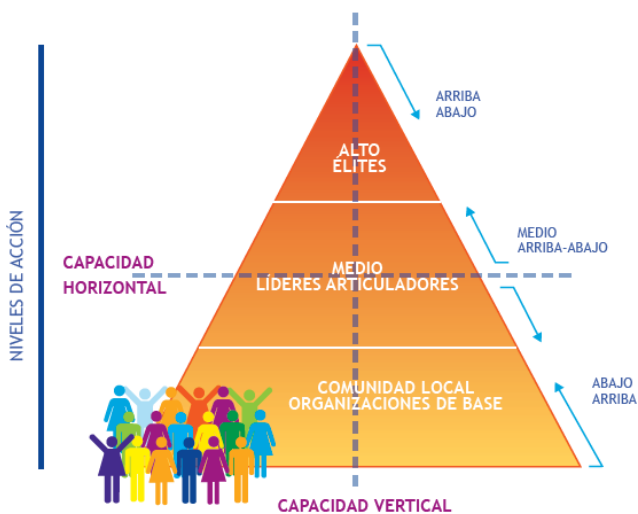 ARRIBA
ABAJO
ALTO
ÉLITES
NIVELES DE ACCIÓN
MEDIO
ARRIBA-ABAJO
CAPACIDAD
HORIZONTAL
MEDIO
LÍDERES ARTICULADORES
COMUNIDAD LOCAL
ORGANIZACIONES DE BASE
ABAJO
ARRIBA
CAPACIDAD VERTICAL